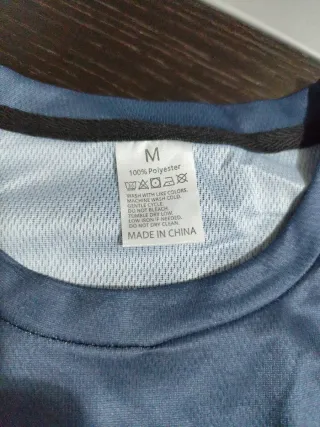 M
100% Polyester
WASH WITH LIKE COLORS.
MACHINE WASH COLD.
GENTLE CYCLE.
DO NOT BLEACH.
TUMBLE DRY LOW.
LOW IRON IF NEEDED.
DO NOT DRY CLEAN.
MADE IN CHINA